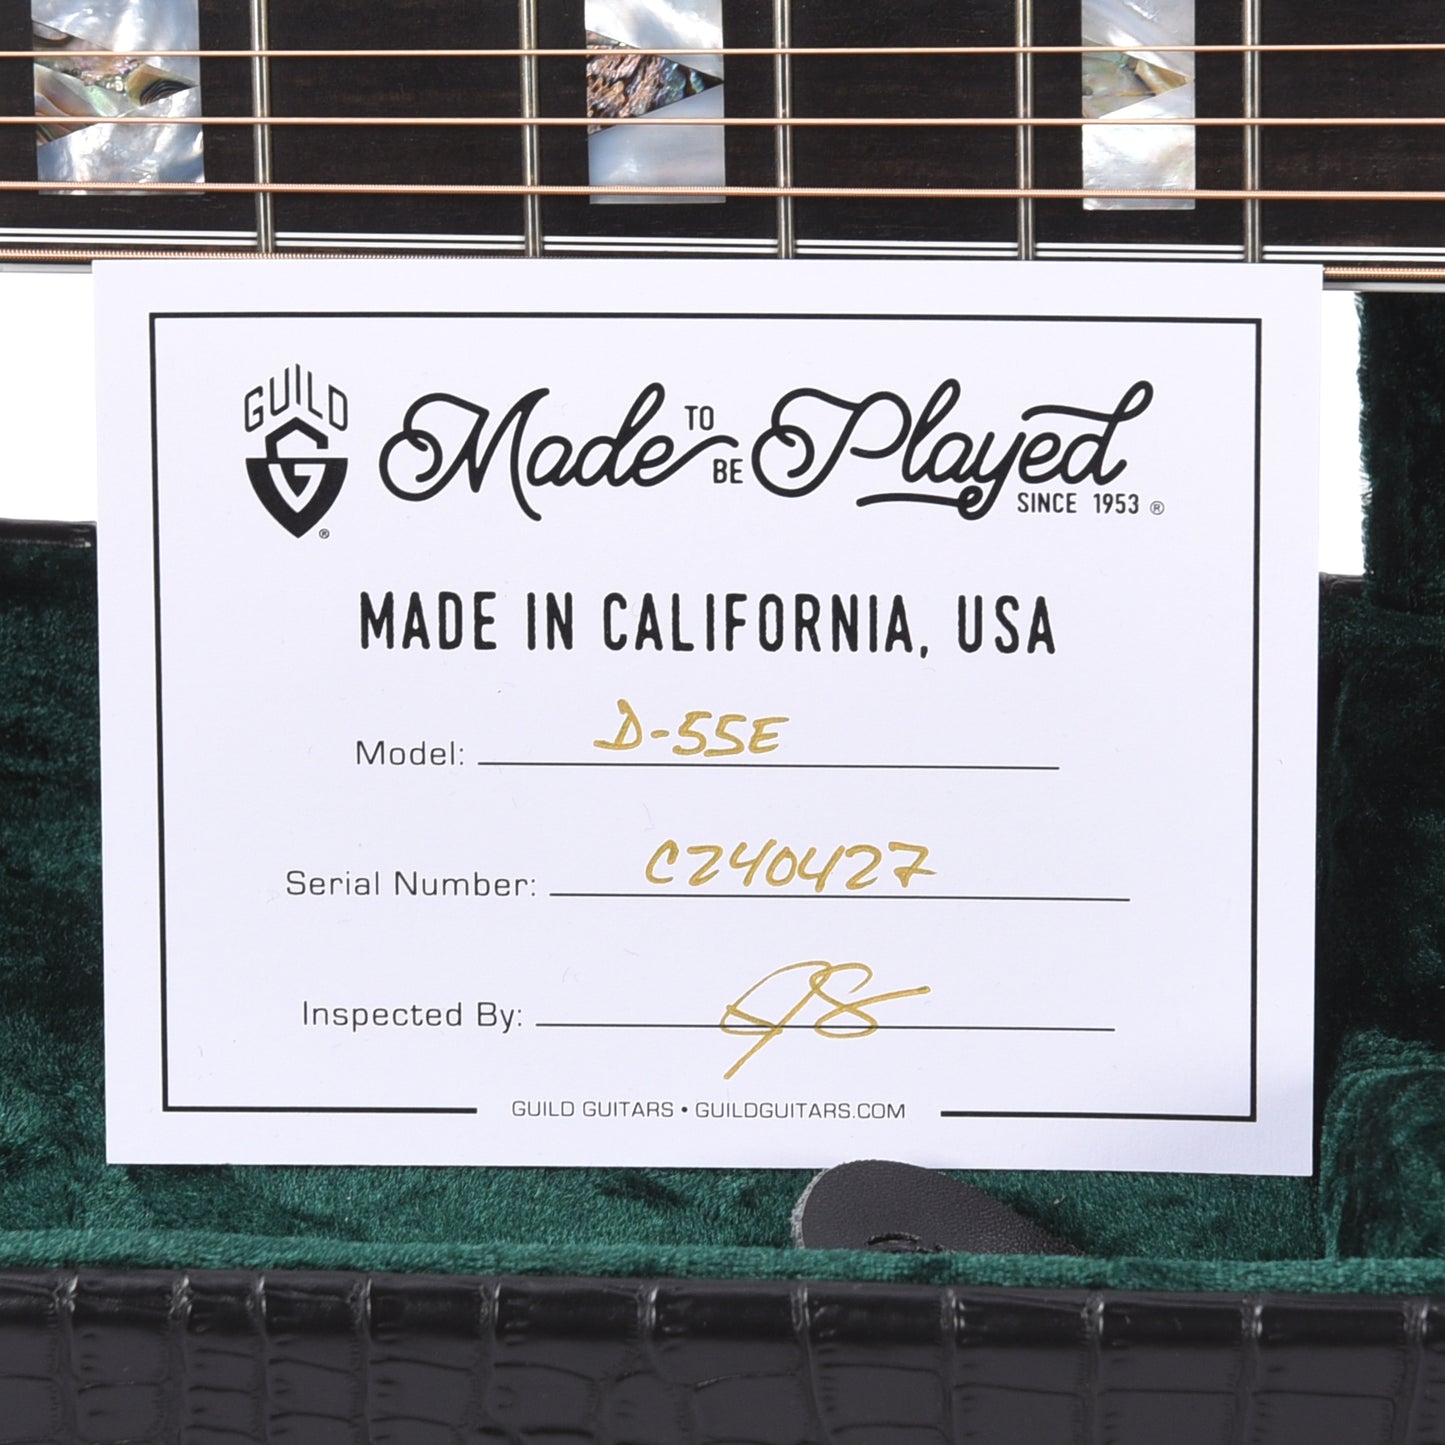 GUILD
G ®
Made TO BE Played
SINCE 1953 ®
MADE IN CALIFORNIA, USA
Model: D-55E
Serial Number: C240427
Inspected By:
GUILD GUITARS • GUILDGUITARS.COM